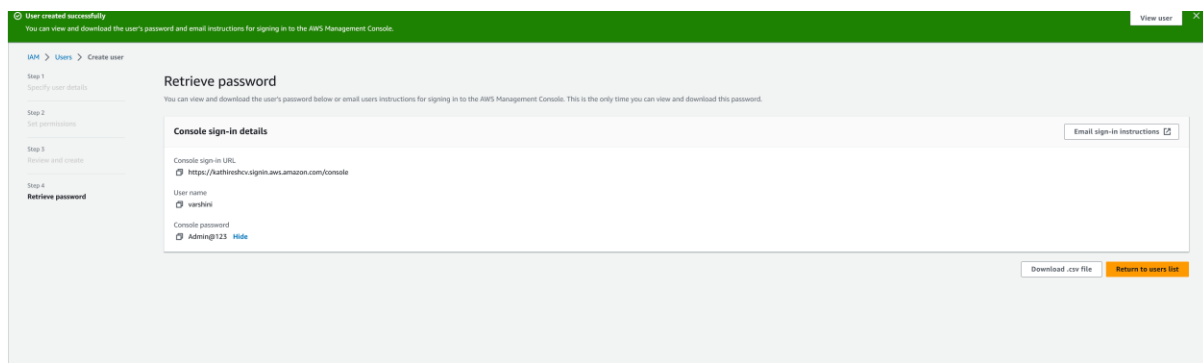 User created successfully
You can view and download the user's password and email instructions for signing in to the AWS Management Console.
View user
IAM > Users > Create user
Step 1
Specify user details
Step 2
Set permissions
Step 3
Review and create
Step 4
Retrieve password
Retrieve password
You can view and download the user's password below or email users instructions for signing in to the AWS Management Console. This is the only time you can view and download this password.
Console sign-in details
Email sign-in instructions
Console sign-in URL
https://kathireshcv.signin.aws.amazon.com/console
User name
varshini
Console password
Admin@123 Hide
Download .csv file
Return to users list